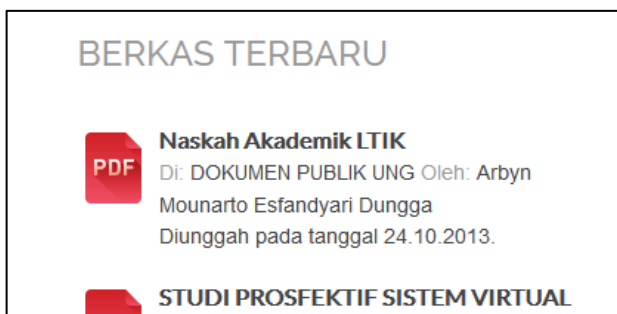 BERKAS TERBARU
PDF
Naskah Akademik LTIK
Di: DOKUMEN PUBLIK UNG Oleh: Arbyn
Mounarto Esfandyari Dungga
Diunggah pada tanggal 24.10.2013.
STUDI PROSFEKTIF SISTEM VIRTUAL